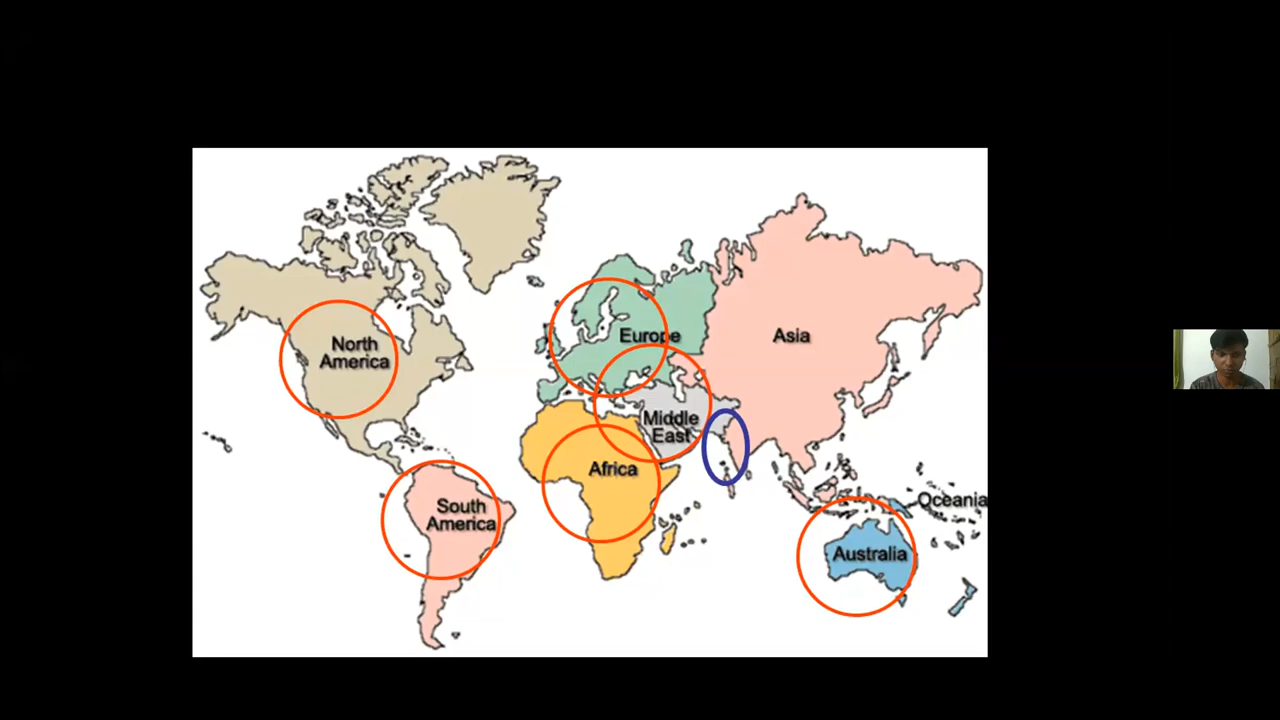 North
America
Europe
Asia
Middle
East
Africa
South
America
Oceania
Australia